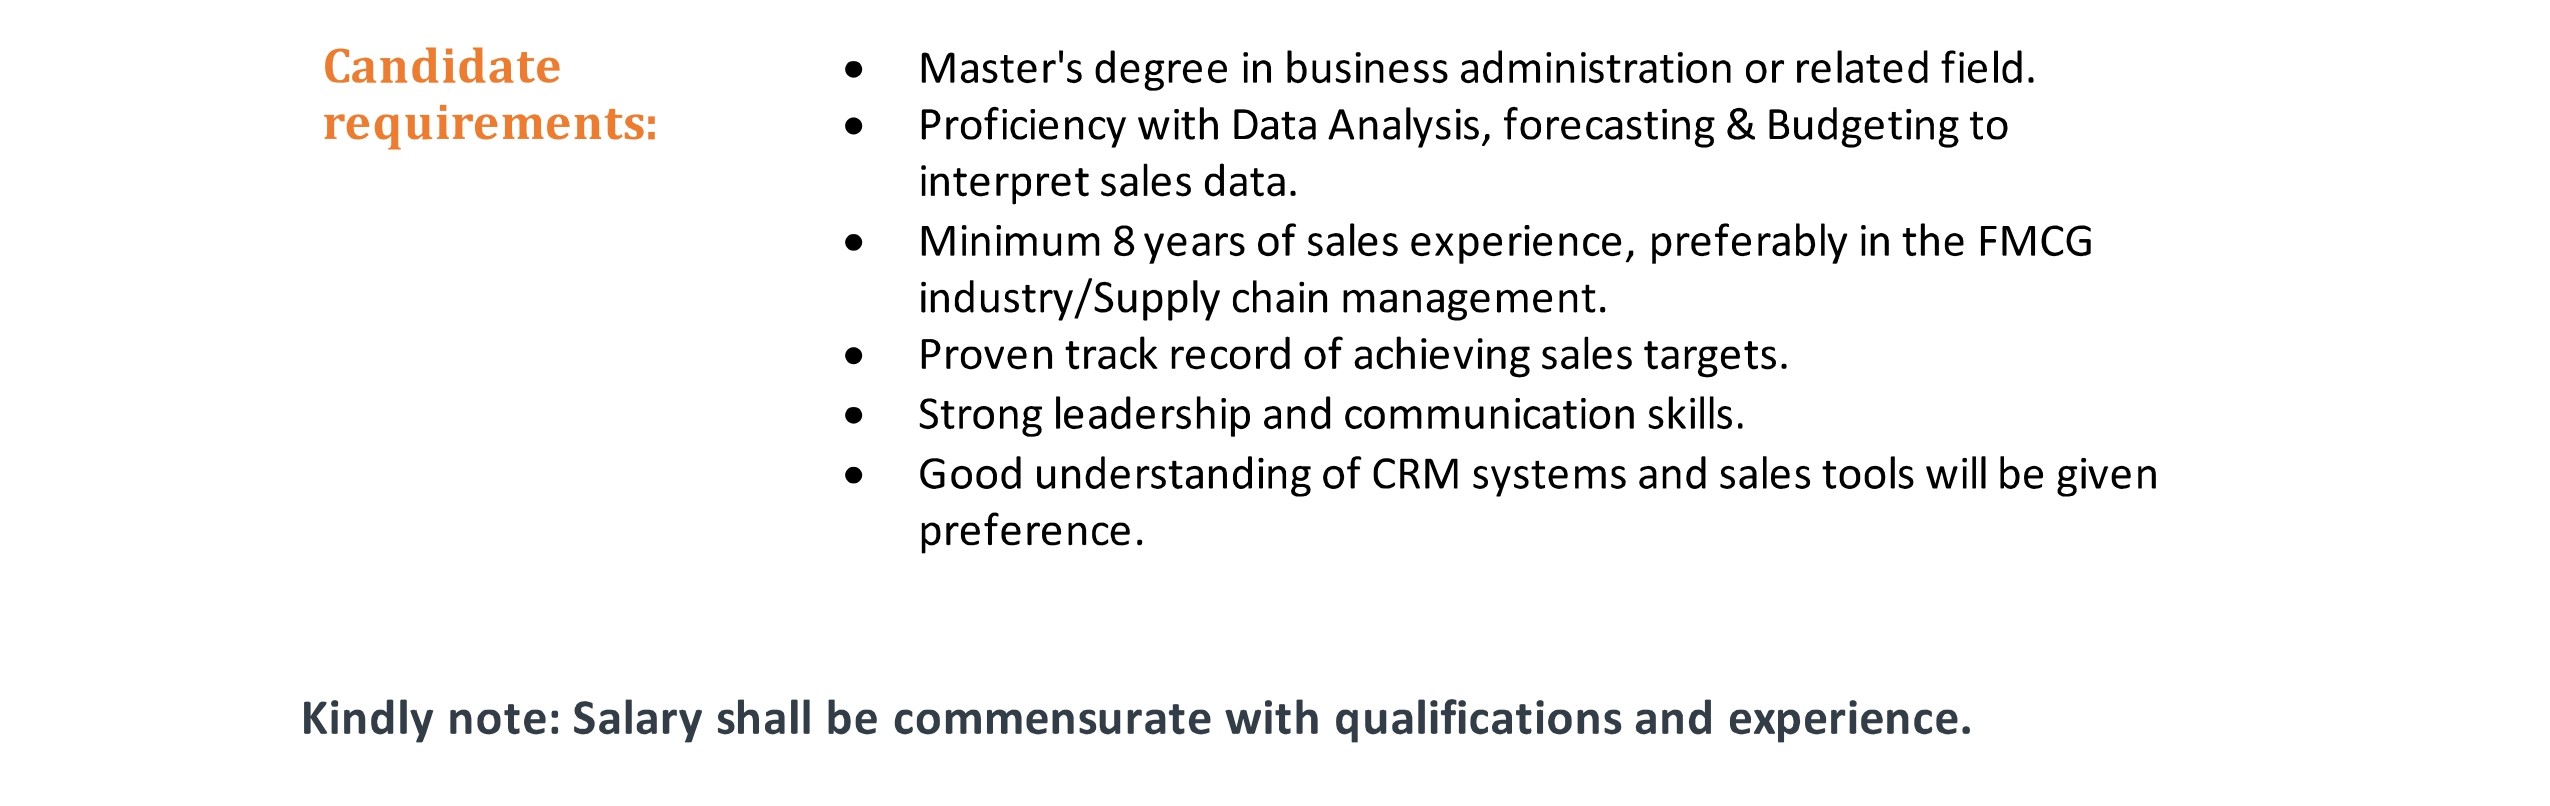 Candidate
requirements:
• Master's degree in business administration or related field.
• Proficiency with Data Analysis, forecasting & Budgeting to
interpret sales data.
• Minimum 8 years of sales experience, preferably in the FMCG
industry/Supply chain management.
• Proven track record of achieving sales targets.
• Strong leadership and communication skills.
• Good understanding of CRM systems and sales tools will be given
preference.
Kindly note: Salary shall be commensurate with qualifications and experience.